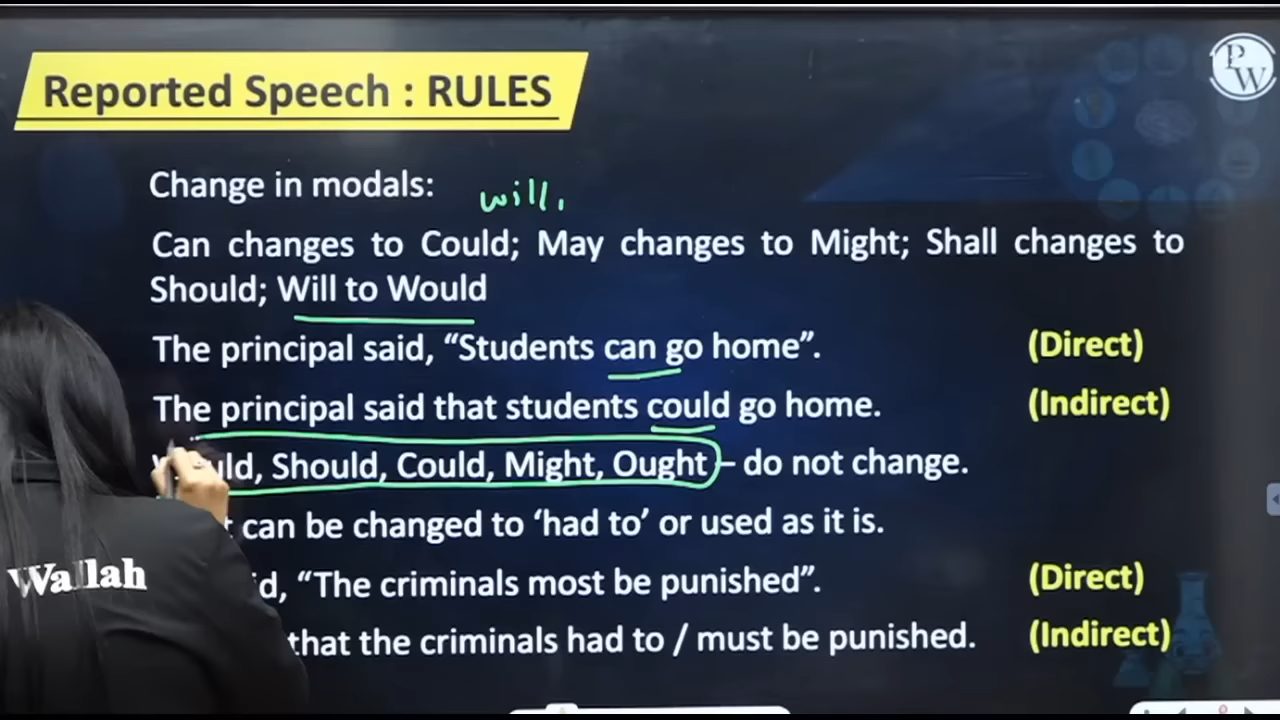 Reported Speech : RULES
PW
Change in modals:
will,
Can changes to Could; May changes to Might; Shall changes to
Should; Will to Would
The principal said, “Students can go home”. (Direct)
The principal said that students could go home. (Indirect)
Should, Could, Might, Ought – do not change.
can be changed to ‘had to’ or used as it is.
“The criminals most be punished”. (Direct)
that the criminals had to / must be punished. (Indirect)
Wallah